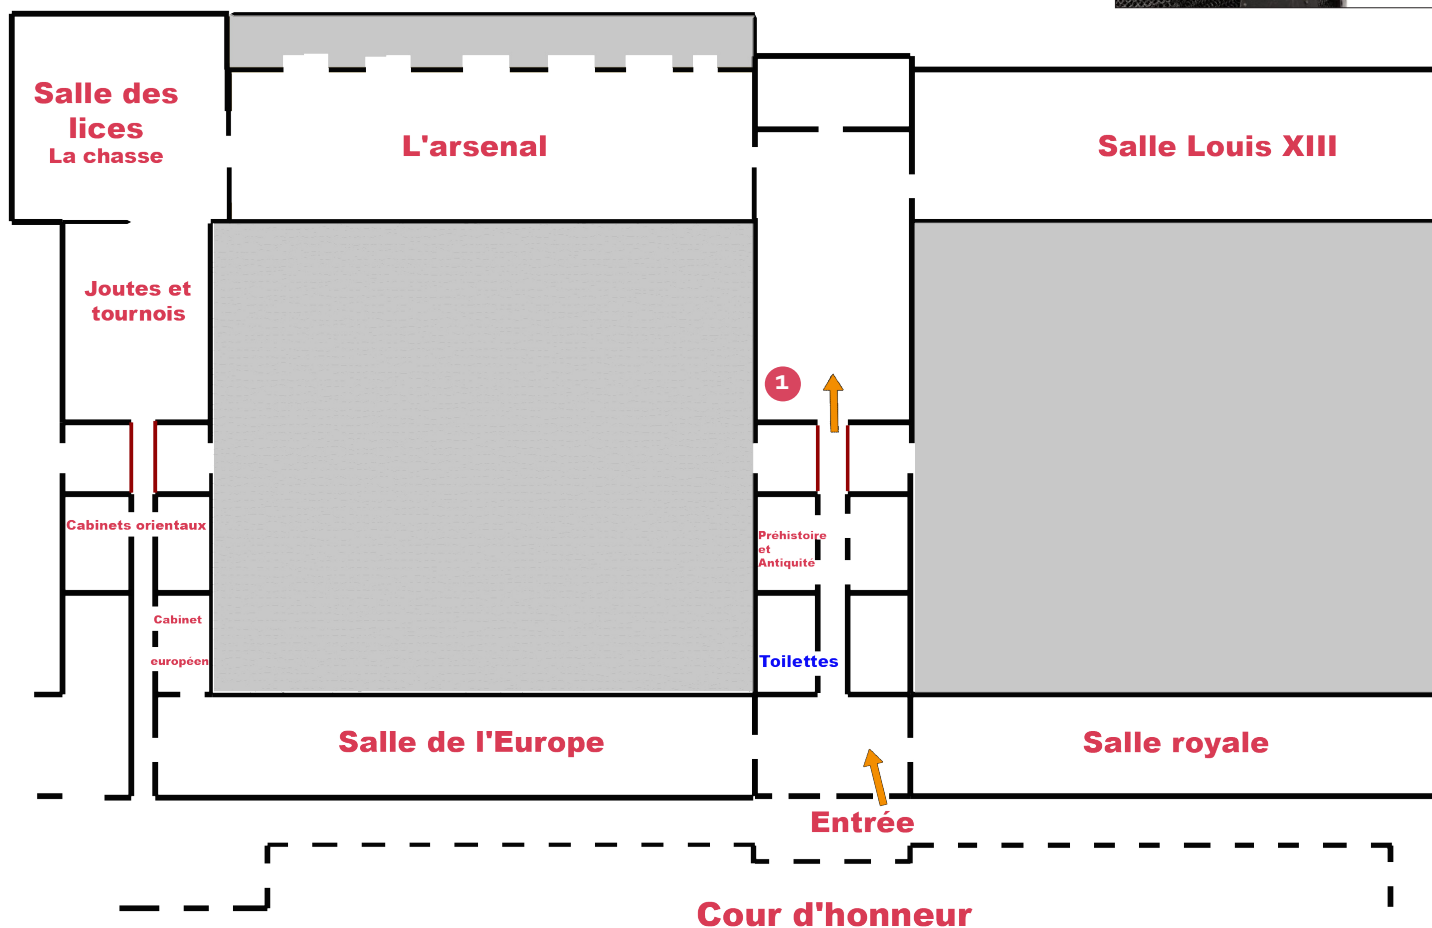 Salle des
lices
La chasse
L'arsenal
Salle Louis XIII
Joutes et
tournois
1
Cabinets orientaux
Préhistoire
et
Antiquité
Cabinet
européen
Toilettes
Salle de l'Europe
Salle royale
Entrée
Cour d'honneur